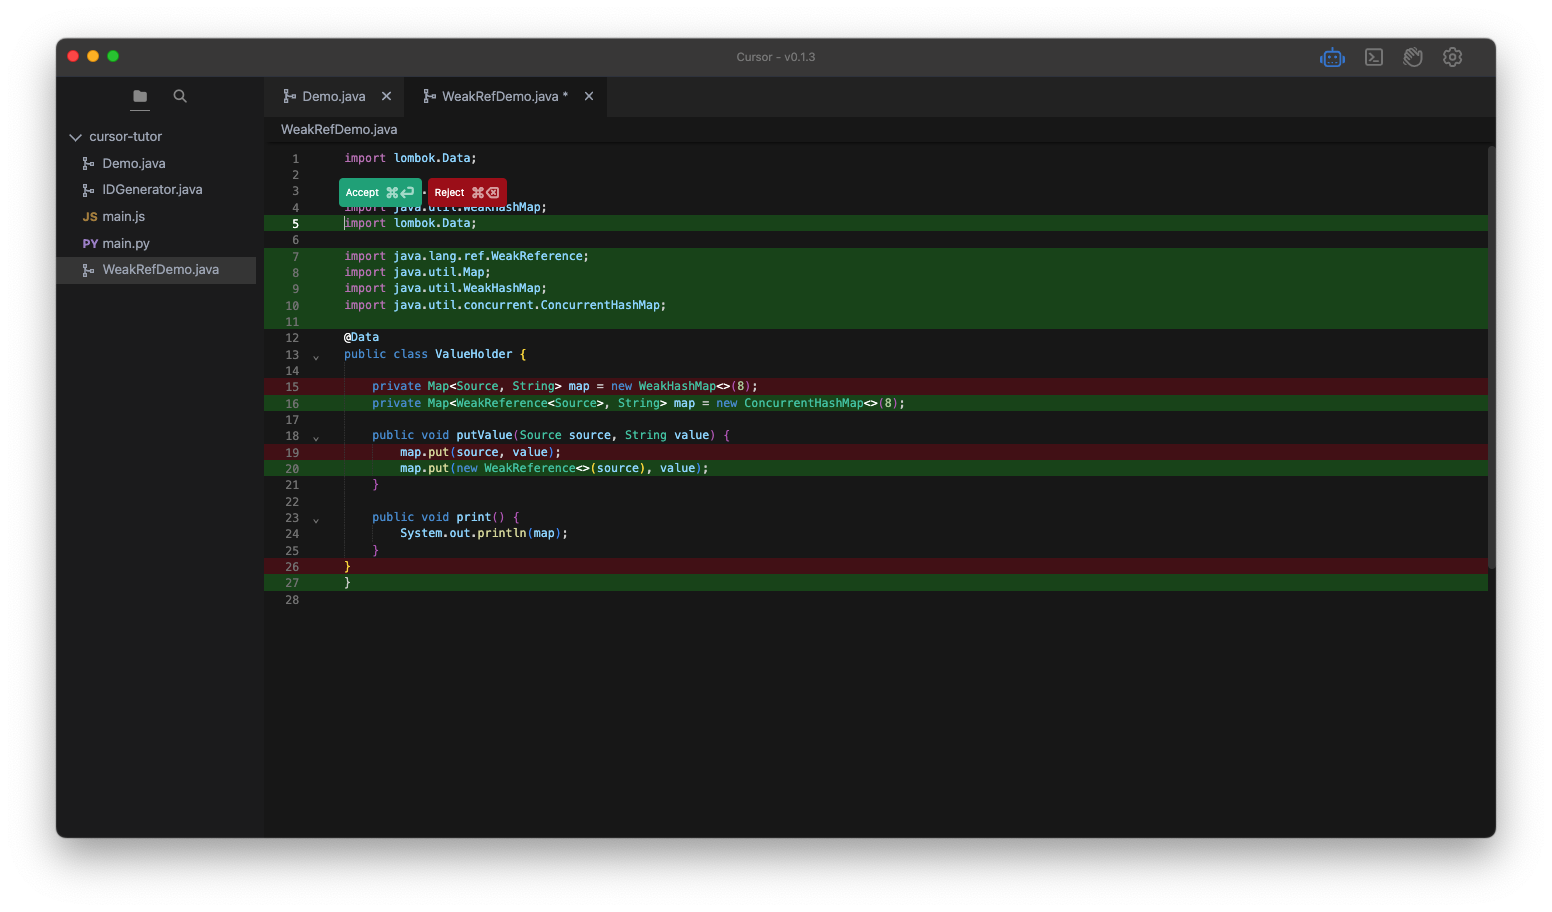 Cursor - v0.1.3
Demo.java
WeakRefDemo.java *
WeakRefDemo.java
cursor-tutor
Demo.java
IDGenerator.java
JS main.js
PY main.py
WeakRefDemo.java
1 import lombok.Data;
2
3
Accept ⌘⏎ Reject ⌘⌫
4 import java.util.WeakHashMap;
5 import lombok.Data;
6
7 import java.lang.ref.WeakReference;
8 import java.util.Map;
9 import java.util.WeakHashMap;
10 import java.util.concurrent.ConcurrentHashMap;
11
12 @Data
13 public class ValueHolder {
14
15 private Map<Source, String> map = new WeakHashMap<>(8);
16 private Map<WeakReference<Source>, String> map = new ConcurrentHashMap<>(8);
17
18 public void putValue(Source source, String value) {
19 map.put(source, value);
20 map.put(new WeakReference<>(source), value);
21 }
22
23 public void print() {
24 System.out.println(map);
25 }
26 }
27 }
28